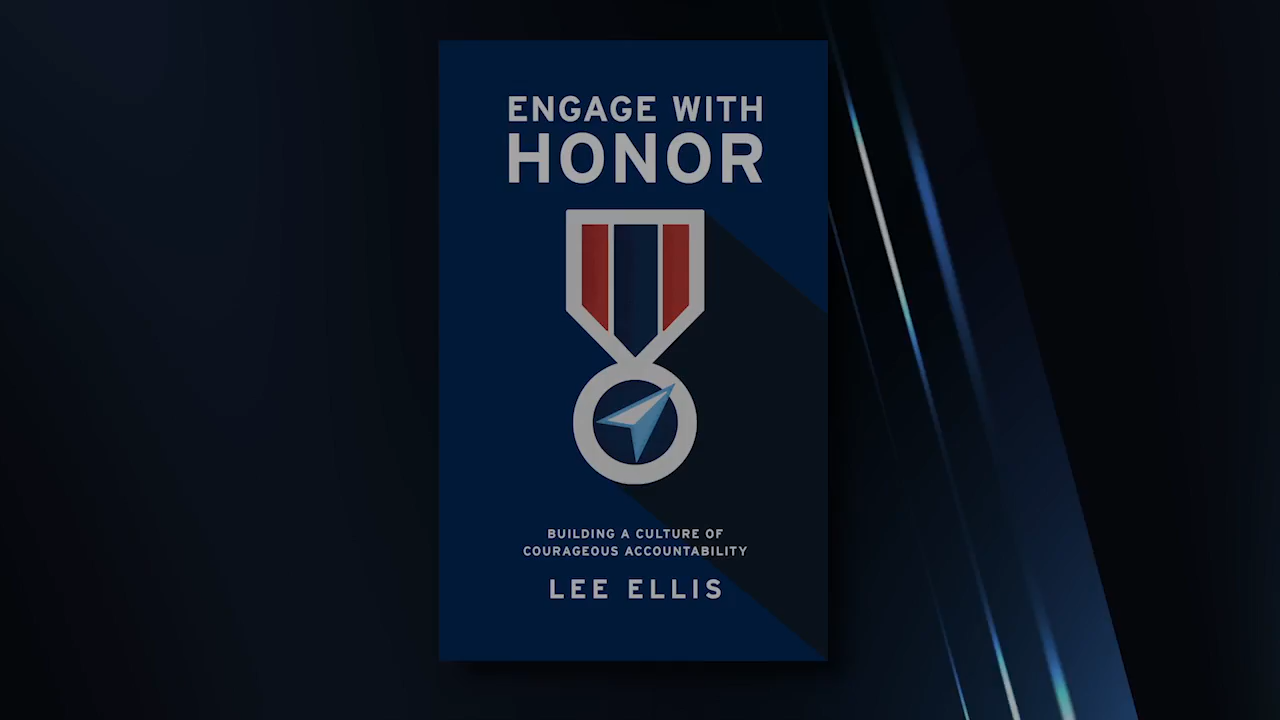 ENGAGE WITH
HONOR
BUILDING A CULTURE OF
COURAGEOUS ACCOUNTABILITY
LEE ELLIS